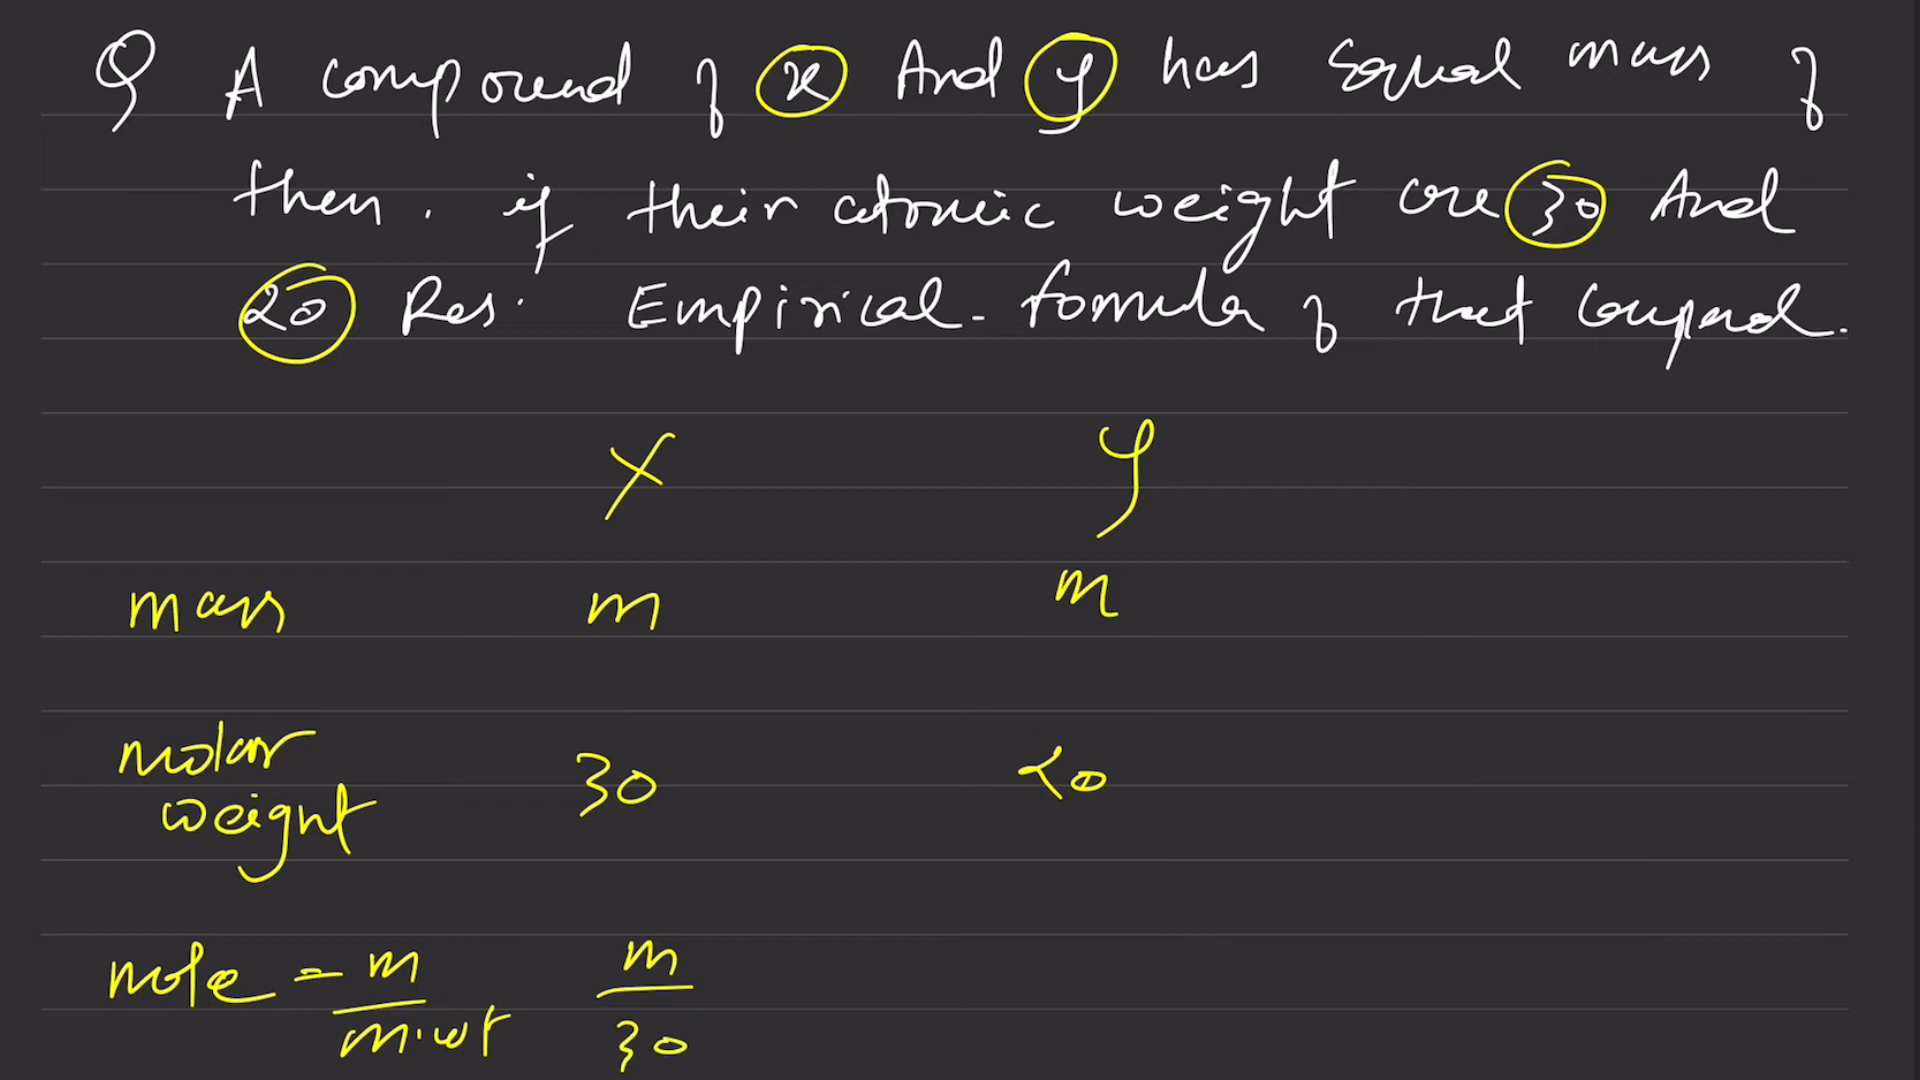 Q A compound of x And y has equal mass of
then. if their atomic weight are 30 And
20 Res. Empirical formula of that compound.
X y
mass m m
molar
weight 30 20
mole = m/m.wt m/30